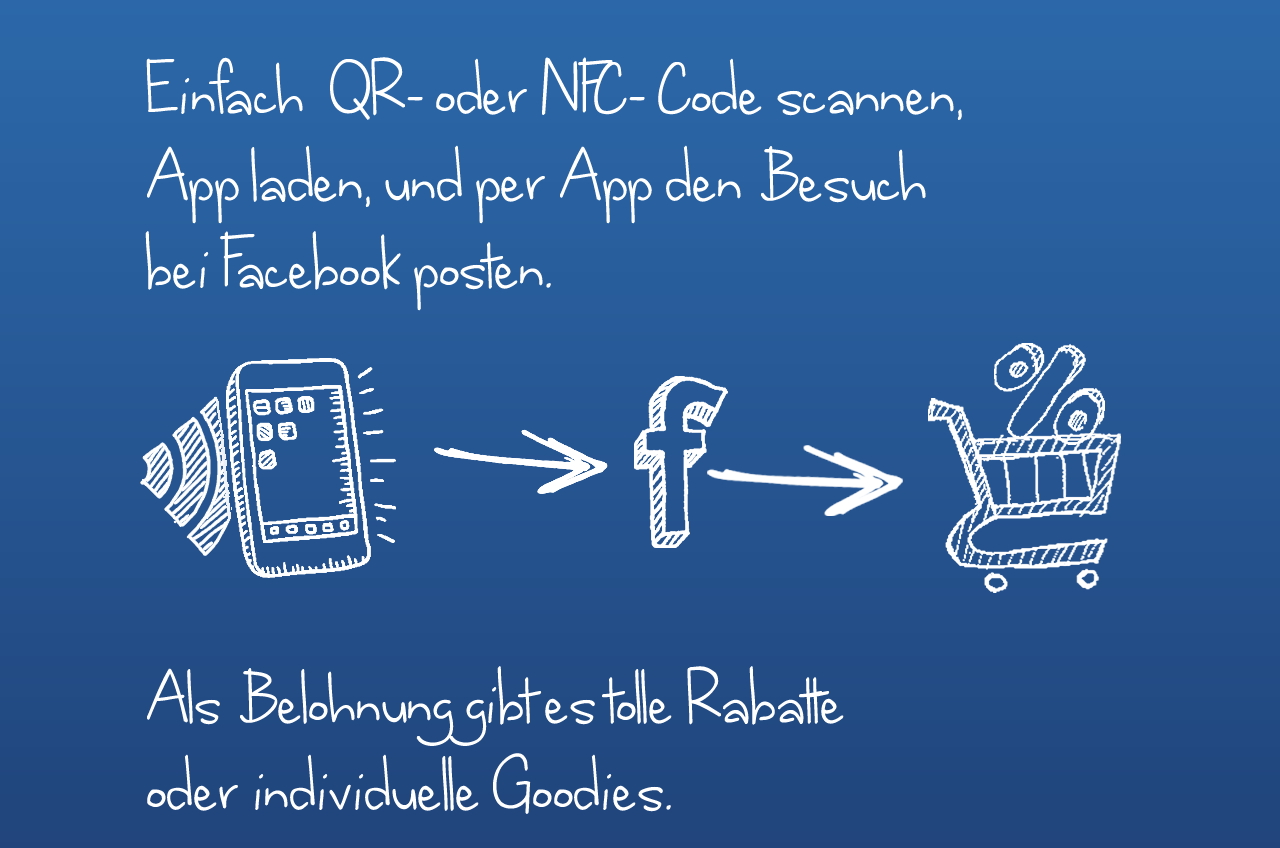 Einfach QR- oder NFC- Code scannen,
App laden, und per App den Besuch
bei Facebook posten.
f
Als Belohnung gibt es tolle Rabatte
oder individuelle Goodies.